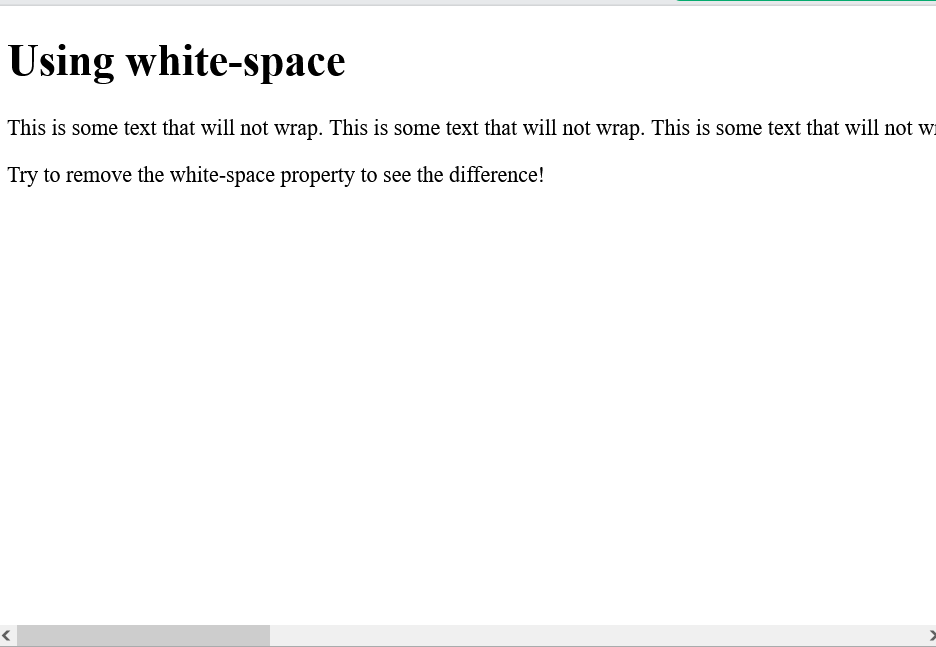 Using white-space
This is some text that will not wrap. This is some text that will not wrap. This is some text that will not
Try to remove the white-space property to see the difference!